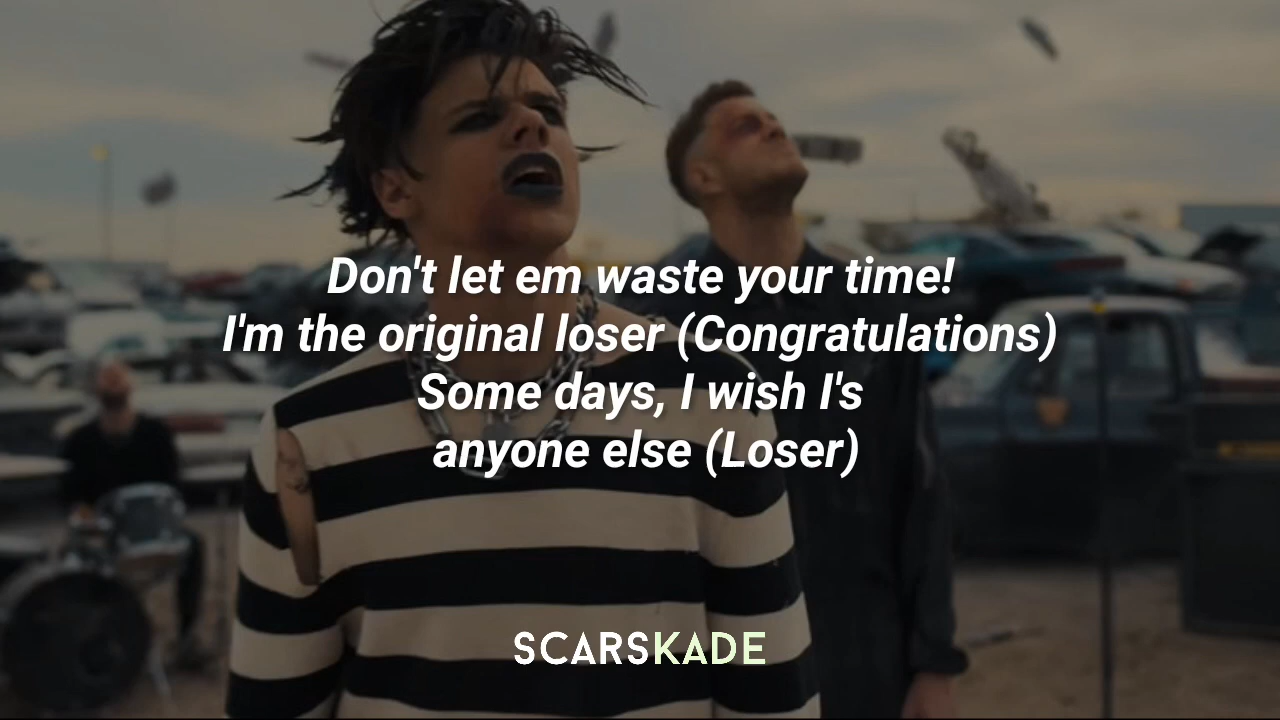 Don't let em waste your time!
I'm the original loser (Congratulations)
Some days, I wish I's
anyone else (Loser)
SCARSKADE